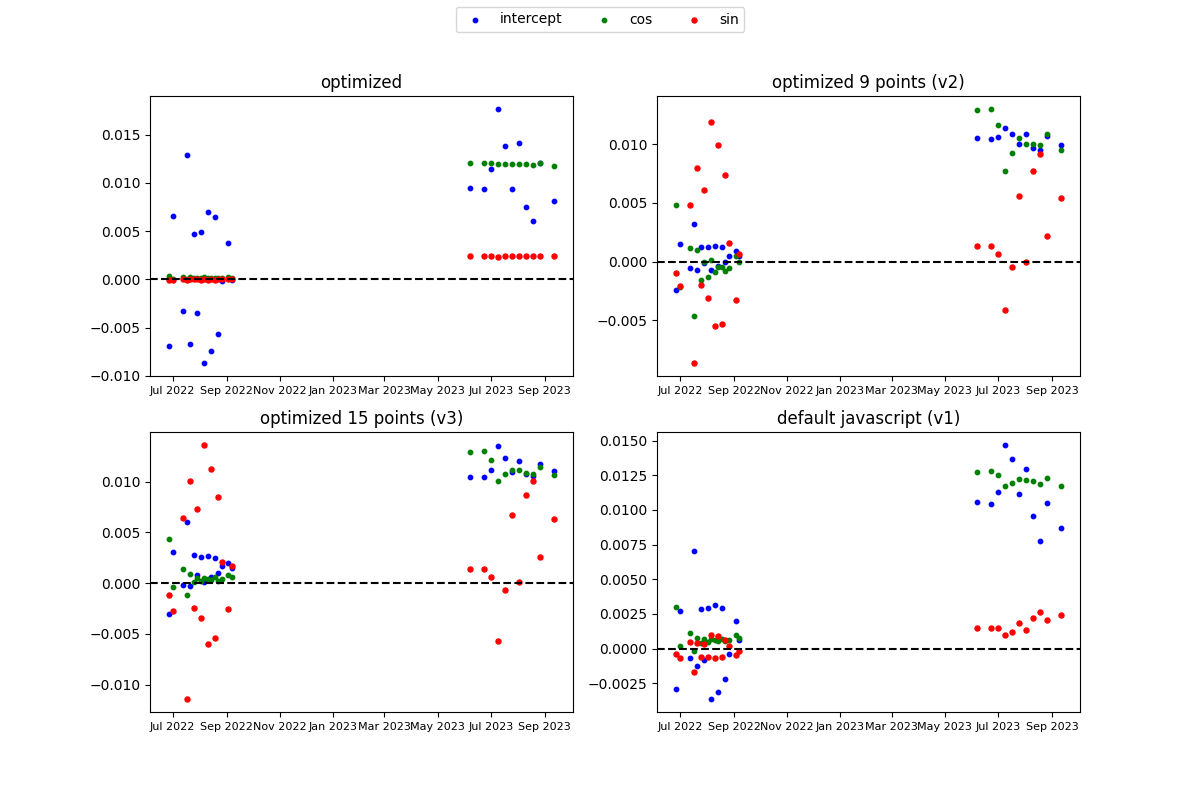 intercept cos sin
optimized
0.015
0.010
0.005
0.000
−0.005
−0.010
Jul 2022 Sep 2022 Nov 2022 Jan 2023 Mar 2023 May 2023 Jul 2023 Sep 2023
optimized 9 points (v2)
0.010
0.005
0.000
−0.005
Jul 2022 Sep 2022 Nov 2022 Jan 2023 Mar 2023 May 2023 Jul 2023 Sep 2023
optimized 15 points (v3)
0.010
0.005
0.000
−0.005
−0.010
Jul 2022 Sep 2022 Nov 2022 Jan 2023 Mar 2023 May 2023 Jul 2023 Sep 2023
default javascript (v1)
0.0150
0.0125
0.0100
0.0075
0.0050
0.0025
0.0000
−0.0025
Jul 2022 Sep 2022 Nov 2022 Jan 2023 Mar 2023 May 2023 Jul 2023 Sep 2023